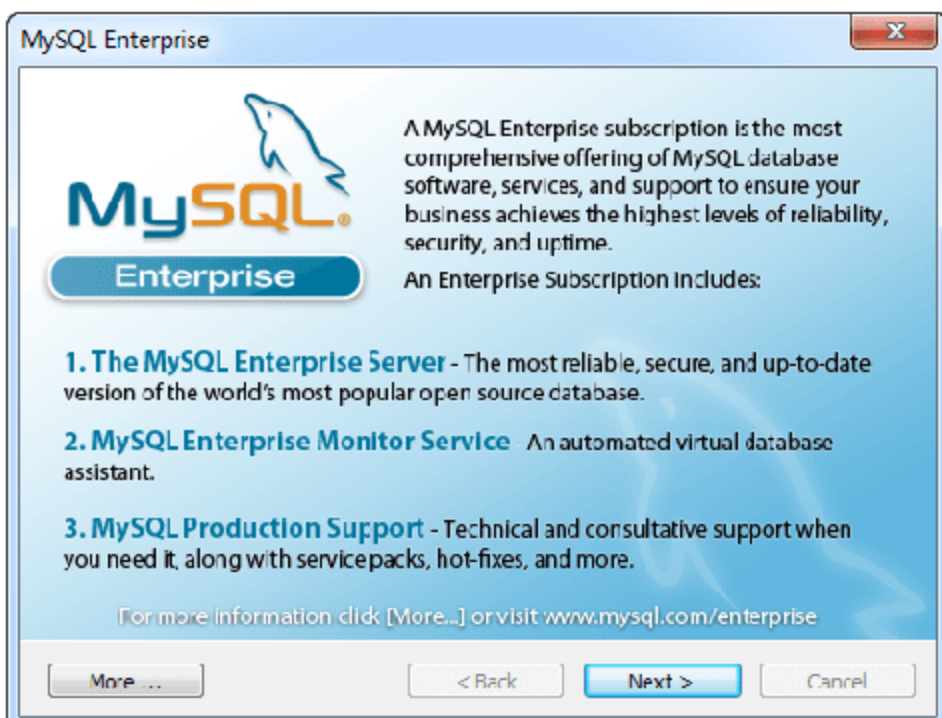 MySQL Enterprise
MySQL®
Enterprise
A MySQL Enterprise subscription is the most
comprehensive offering of MySQL database
software, services, and support to ensure your
business achieves the highest levels of reliability,
security, and uptime.
An Enterprise Subscription Includes:
1. The MySQL Enterprise Server - The most reliable, secure, and up-to-date
version of the world's most popular open source database.
2. MySQL Enterprise Monitor Service - An automated virtual database
assistant.
3. MySQL Production Support - Technical and consultative support when
you need it, along with service packs, hot-fixes, and more.
For more information click [More...] or visit www.mysql.com/enterprise
More ... < Back Next > Cancel